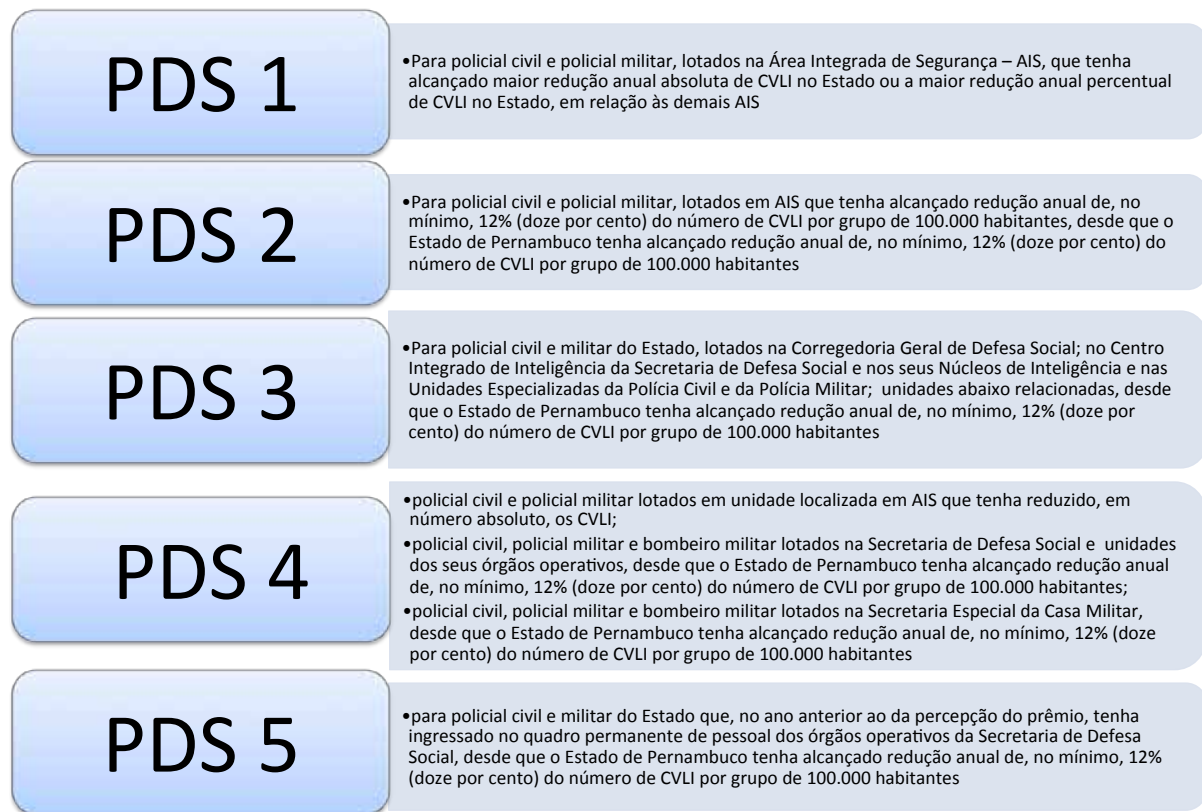 PDS 1
•Para policial civil e policial militar, lotados na Área Integrada de Segurança – AIS, que tenha
alcançado maior redução anual absoluta de CVLI no Estado ou a maior redução anual percentual
de CVLI no Estado, em relação às demais AIS
PDS 2
•Para policial civil e policial militar, lotados em AIS que tenha alcançado redução anual de, no
mínimo, 12% (doze por cento) do número de CVLI por grupo de 100.000 habitantes, desde que o
Estado de Pernambuco tenha alcançado redução anual de, no mínimo, 12% (doze por cento) do
número de CVLI por grupo de 100.000 habitantes
PDS 3
•Para policial civil e militar do Estado, lotados na Corregedoria Geral de Defesa Social; no Centro
Integrado de Inteligência da Secretaria de Defesa Social e nos seus Núcleos de Inteligência e nas
Unidades Especializadas da Polícia Civil e da Polícia Militar; unidades abaixo relacionadas, desde
que o Estado de Pernambuco tenha alcançado redução anual de, no mínimo, 12% (doze por
cento) do número de CVLI por grupo de 100.000 habitantes
PDS 4
•policial civil e policial militar lotados em unidade localizada em AIS que tenha reduzido, em
número absoluto, os CVLI;
•policial civil, policial militar e bombeiro militar lotados na Secretaria de Defesa Social e unidades
dos seus órgãos operativos, desde que o Estado de Pernambuco tenha alcançado redução anual
de, no mínimo, 12% (doze por cento) do número de CVLI por grupo de 100.000 habitantes;
•policial civil, policial militar e bombeiro militar lotados na Secretaria Especial da Casa Militar,
desde que o Estado de Pernambuco tenha alcançado redução anual de, no mínimo, 12% (doze
por cento) do número de CVLI por grupo de 100.000 habitantes
PDS 5
•para policial civil e militar do Estado que, no ano anterior ao da percepção do prêmio, tenha
ingressado no quadro permanente de pessoal dos órgãos operativos da Secretaria de Defesa
Social, desde que o Estado de Pernambuco tenha alcançado redução anual de, no mínimo, 12%
(doze por cento) do número de CVLI por grupo de 100.000 habitantes